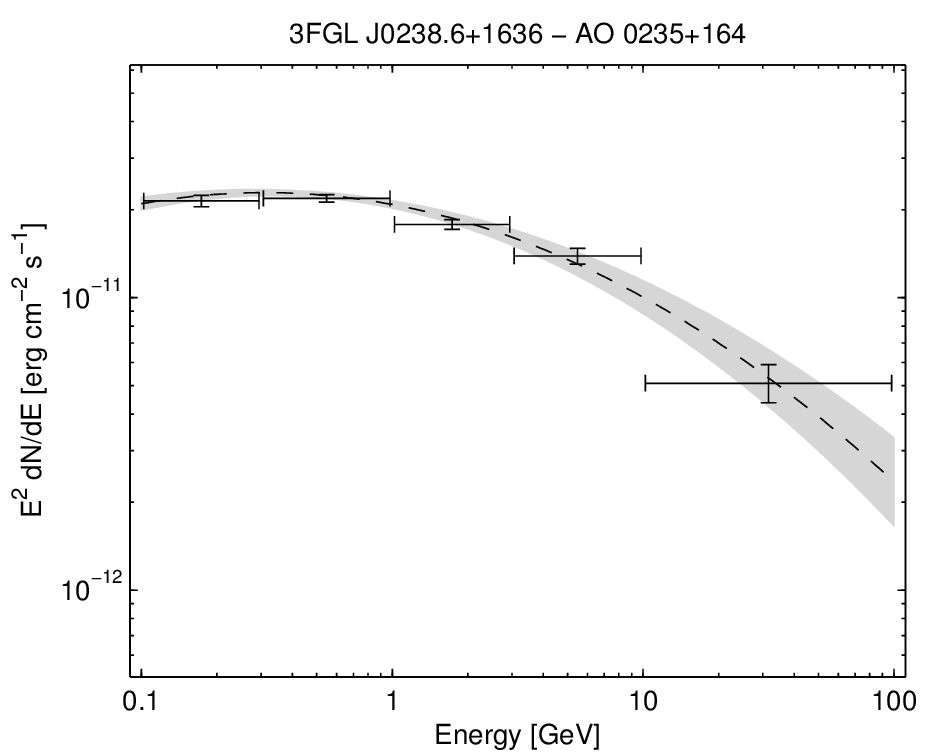 3FGL J0238.6+1636 − AO 0235+164
E² dN/dE [erg cm⁻² s⁻¹]
10⁻¹¹
10⁻¹²
0.1 1 10 100
Energy [GeV]